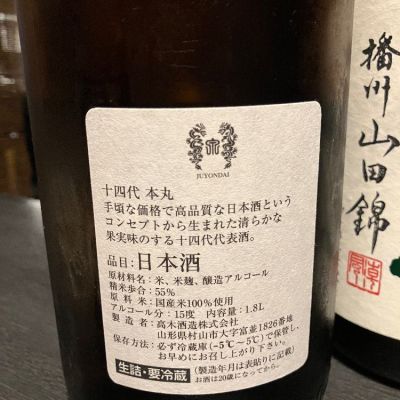 JUYONDAI
十四代 本丸
手頃な価格で高品質な日本酒という
コンセプトから生まれた清らかな
果実味のする十四代代表酒。
品目:日本酒
原材料名:米、米麹、醸造アルコール
精米歩合:55%
原料米:国産米100%使用
アルコール分:15度 内容量:1.8L
製造者:高木酒造株式会社
山形県村山市大字富並1826番地
保存方法:必ず冷蔵庫(-5℃〜5℃)で保管し、
お早めにお召し上がり下さい。
生詰・要冷蔵
(製造年月は表貼りに記載)
お酒は20歳になってから。
播州山田錦